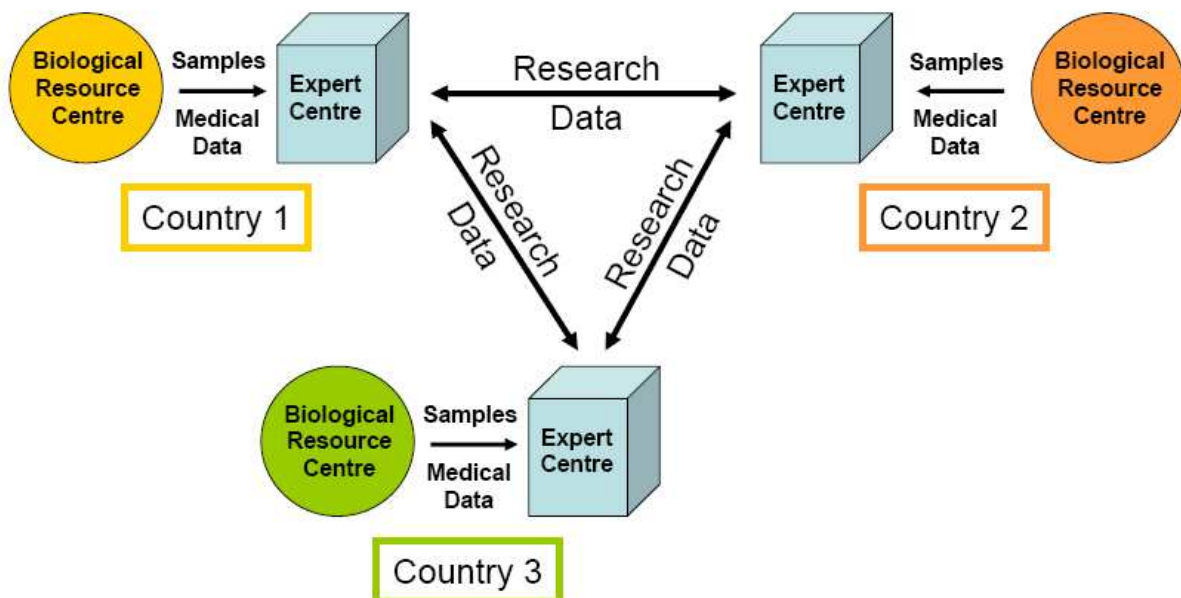 Biological
Resource
Centre
Samples
Medical
Data
Expert
Centre
Country 1
Research
Data
Expert
Centre
Samples
Medical
Data
Biological
Resource
Centre
Country 2
Research
Data
Research
Data
Biological
Resource
Centre
Samples
Medical
Data
Expert
Centre
Country 3